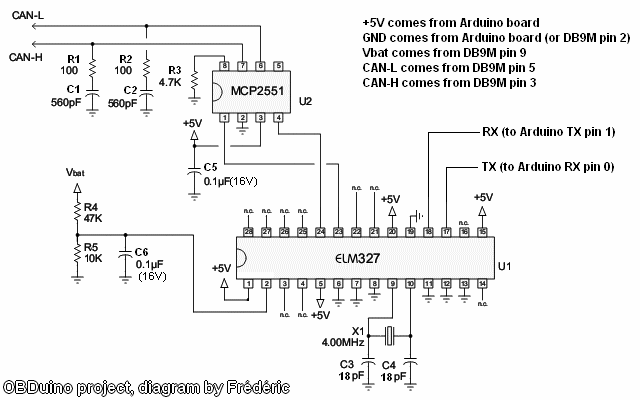 CAN-L
CAN-H
+5V comes from Arduino board
GND comes from Arduino board (or DB9M pin 2)
Vbat comes from DB9M pin 9
CAN-L comes from DB9M pin 5
CAN-H comes from DB9M pin 3
R1
100
R2
100
R3
4.7K
C1
560pF
C2
560pF
8 7 6 5
MCP2551
U2
1 2 3 4
+5V
C5
0.1µF(16V)
RX (to Arduino TX pin 1)
TX (to Arduino RX pin 0)
Vbat
R4
47K
R5
10K
C6
0.1µF
(16V)
n.c. n.c. n.c. n.c. n.c. n.c. +5V n.c. +5V
28 27 26 25 24 23 22 21 20 19 18 17 16 15
ELM327
U1
+5V
1 2 3 4 5 6 7 8 9 10 11 12 13 14
n.c. n.c. +5V n.c.
X1
4.00MHz
C3
18pF
C4
18pF
OBDuino project, diagram by Frédéric